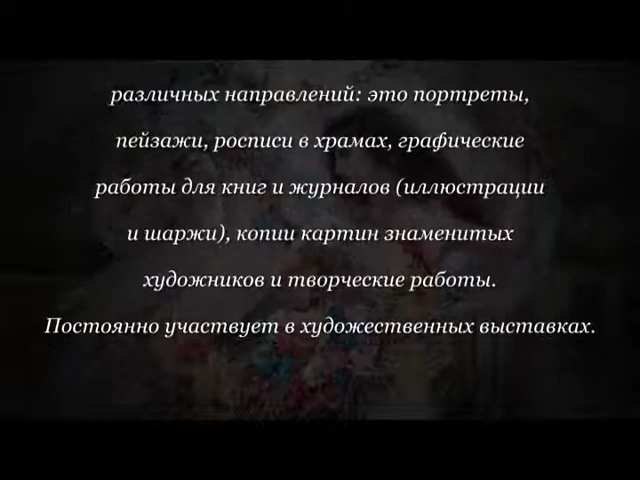 различных направлений: это портреты,
пейзажи, росписи в храмах, графические
работы для книг и журналов (иллюстрации
и шаржи), копии картин знаменитых
художников и творческие работы.
Постоянно участвует в художественных выставках.